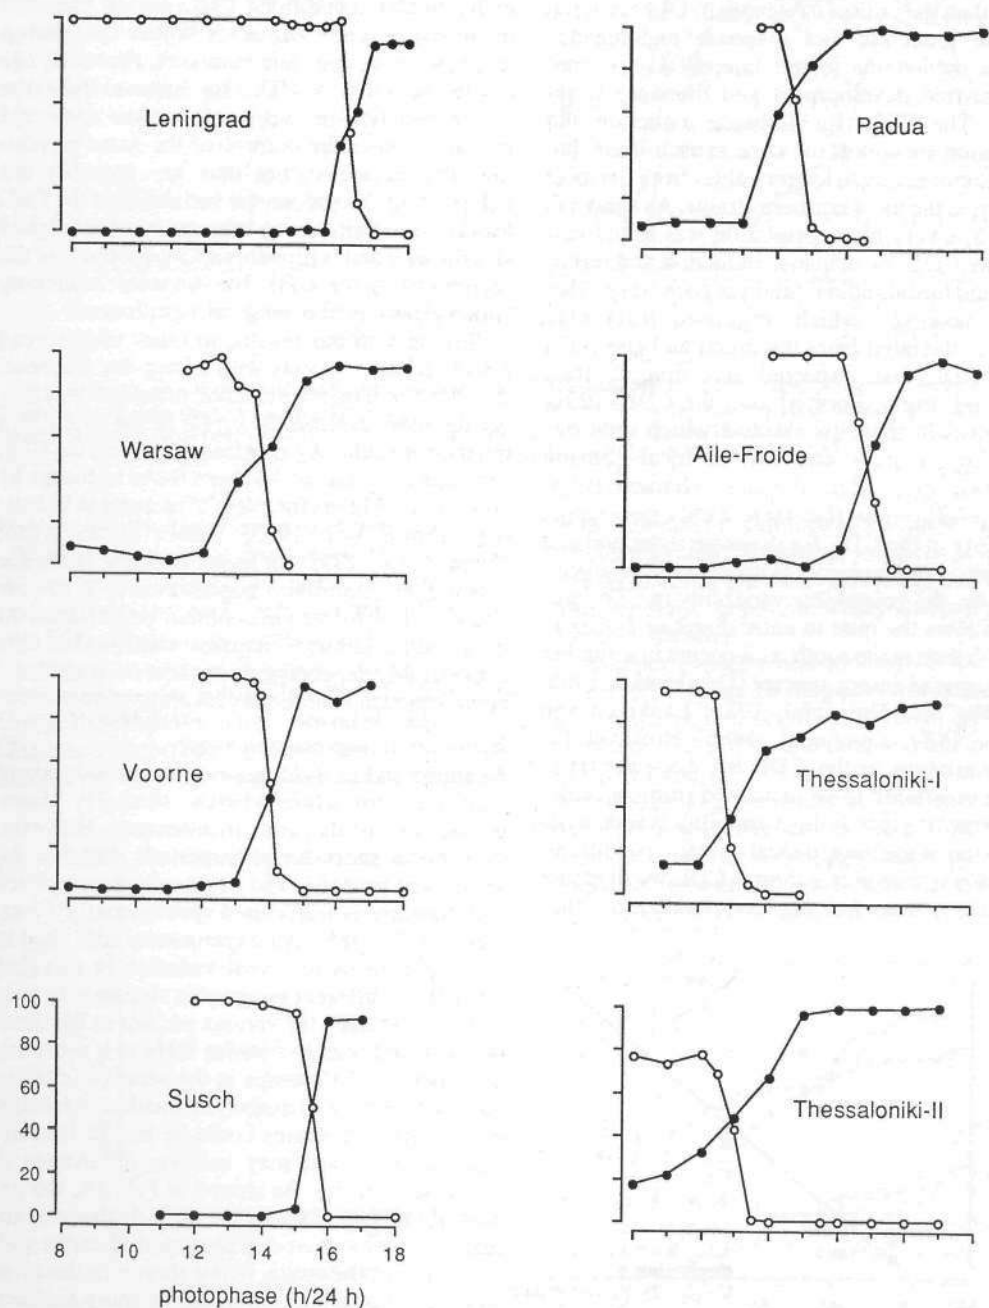 Leningrad
Padua
Warsaw
Aile-Froide
Voorne
Thessaloniki-I
100
80
60
40
20
0
Susch
Thessaloniki-II
8 10 12 14 16 18
photophase (h/24 h)